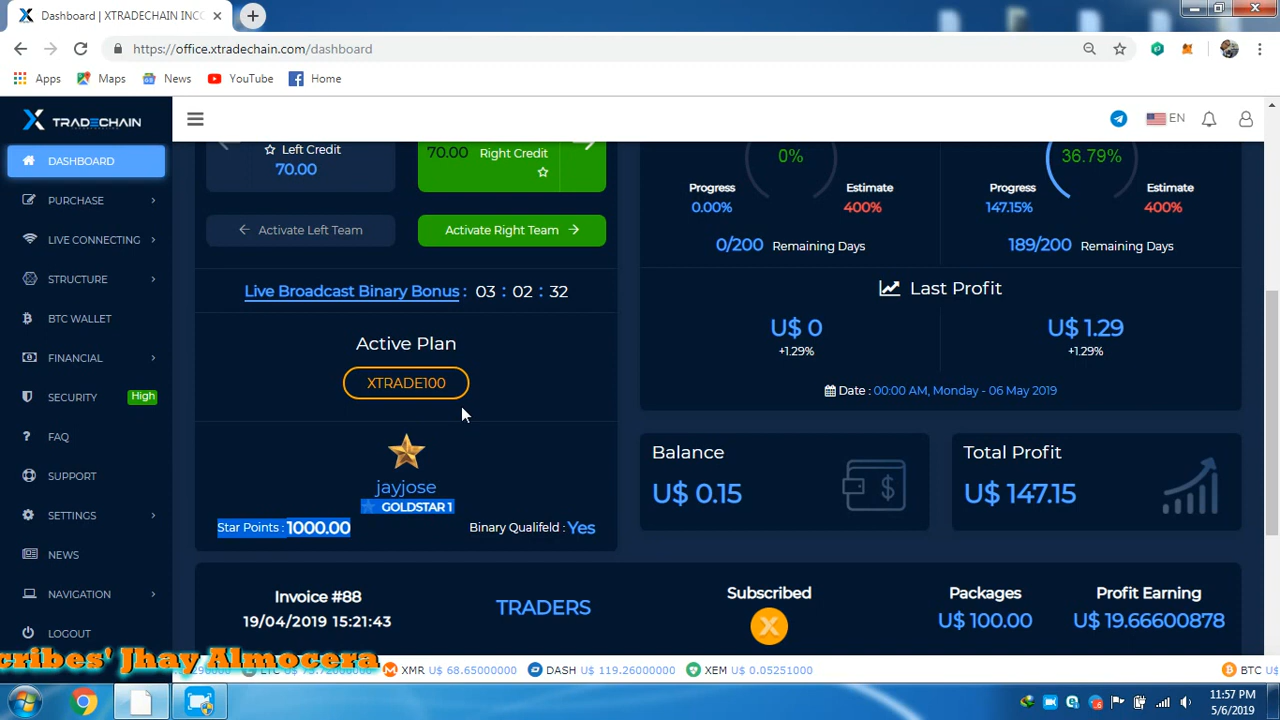 Dashboard | XTRADECHAIN INCO
https://office.xtradechain.com/dashboard
Apps Maps News YouTube Home
TRADECHAIN
EN
DASHBOARD
PURCHASE
LIVE CONNECTING
STRUCTURE
BTC WALLET
FINANCIAL
SECURITY High
FAQ
SUPPORT
SETTINGS
NEWS
NAVIGATION
LOGOUT
Left Credit
70.00
70.00 Right Credit
Activate Left Team
Activate Right Team
Live Broadcast Binary Bonus : 03 : 02 : 32
Active Plan
XTRADE100
jayjose
GOLDSTAR 1
Star Points : 1000.00
Binary Qualifeld : Yes
0%
Progress Estimate
0.00% 400%
0/200 Remaining Days
36.79%
Progress Estimate
147.15% 400%
189/200 Remaining Days
Last Profit
U$ 0
+1.29%
U$ 1.29
+1.29%
Date : 00:00 AM, Monday - 06 May 2019
Balance
U$ 0.15
Total Profit
U$ 147.15
Invoice #88
19/04/2019 15:21:43
TRADERS
Subscribed
Packages
U$ 100.00
Profit Earning
U$ 19.66600878
cribes' Jhay Almocera
XMR U$ 68.65000000 DASH U$ 119.26000000 XEM U$ 0.05251000 BTC U$
11:57 PM
5/6/2019